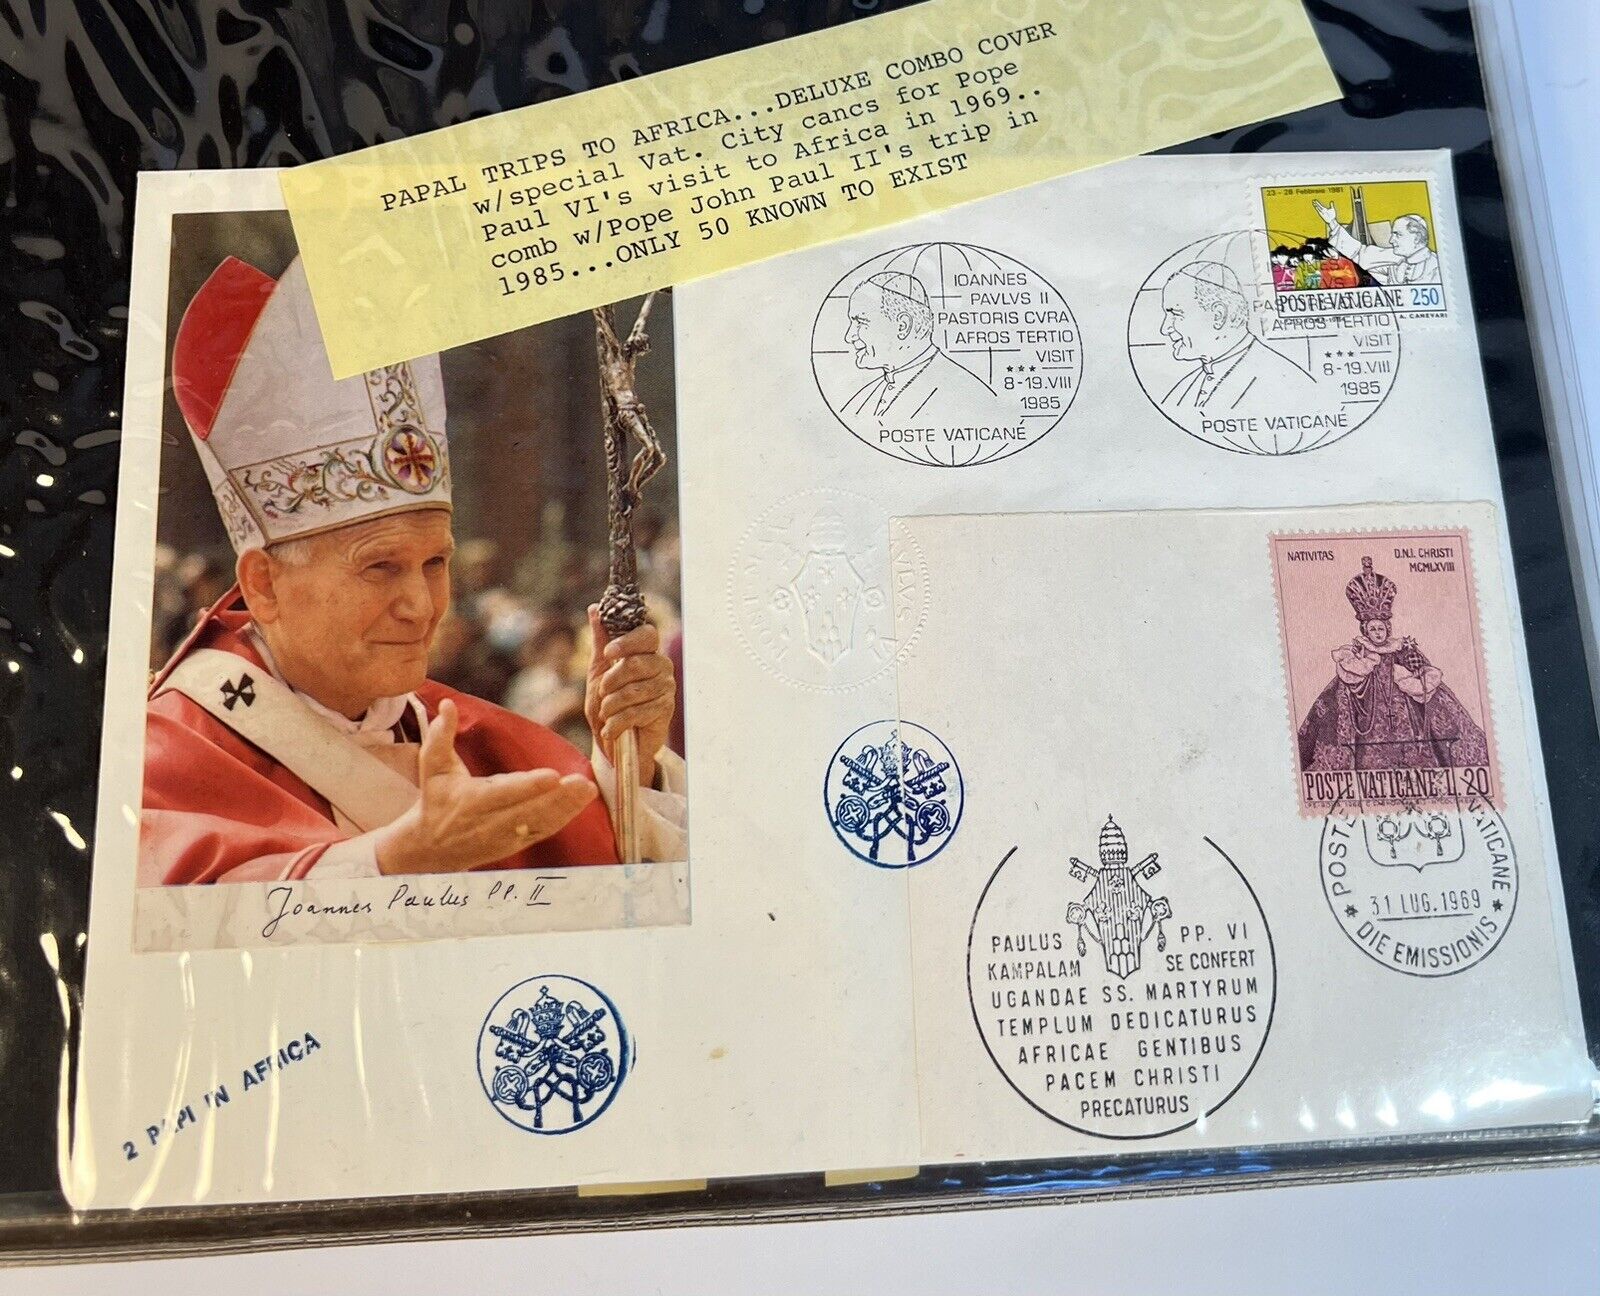 PAPAL TRIPS TO AFRICA...DELUXE COMBO COVER
w/special Vat. City cancs for Pope
Paul VI's visit to Africa in 1969..
comb w/Pope John Paul II's trip in
1985...ONLY 50 KNOWN TO EXIST
IOANNES
PAVLVS II
PASTORIS CVRA
AFROS TERTIO
VISIT
***
8-19.VIII
1985
POSTE VATICANE
23-28 Febbraio 1981
POSTE VATICANE 250
A. CANEVARI
AFROS TERTIO
VISIT
***
8-19.VIII
1985
POSTE VATICANE
NATIVITAS D.N.I. CHRISTI
MCMLXVIII
POSTE VATICANE L.20
POSTE VATICANE
31 LUG. 1969
* DIE EMISSIONIS *
PAULUS PP. VI
KAMPALAM SE CONFERT
UGANDAE SS. MARTYRUM
TEMPLUM DEDICATURUS
AFRICAE GENTIBUS
PACEM CHRISTI
PRECATURUS
Joannes Paulus PP. II
2 PAPI IN AFRICA